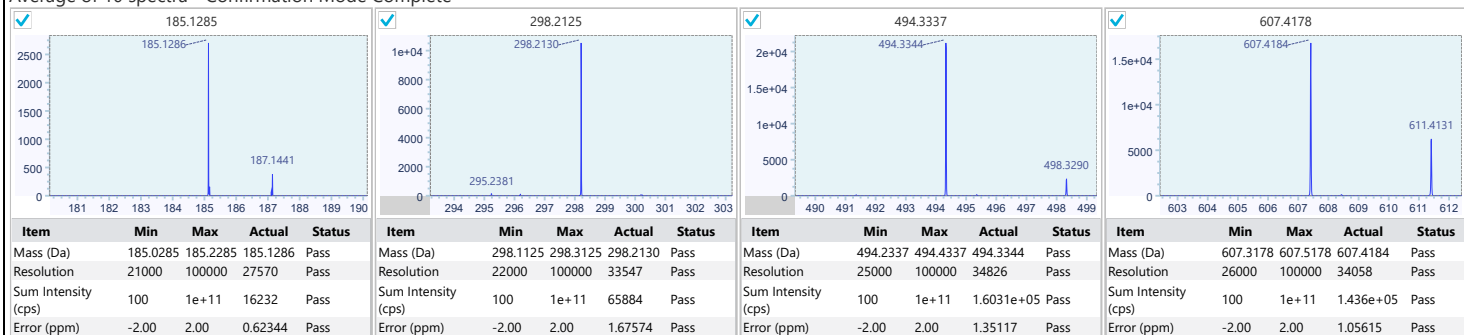 Average of 10 spectra - Confirmation Mode Complete
185.1285
185.1286
187.1441
2500
2000
1500
1000
500
0
181 182 183 184 185 186 187 188 189 190
Item Min Max Actual Status
Mass (Da) 185.0285 185.2285 185.1286 Pass
Resolution 21000 100000 27570 Pass
Sum Intensity (cps) 100 1e+11 16232 Pass
Error (ppm) -2.00 2.00 0.62344 Pass
298.2125
298.2130
295.2381
1e+04
8000
6000
4000
2000
0
294 295 296 297 298 299 300 301 302 303
Item Min Max Actual Status
Mass (Da) 298.1125 298.3125 298.2130 Pass
Resolution 22000 100000 33547 Pass
Sum Intensity (cps) 100 1e+11 65884 Pass
Error (ppm) -2.00 2.00 1.67574 Pass
494.3337
494.3344
498.3290
2e+04
1.5e+04
1e+04
5000
0
490 491 492 493 494 495 496 497 498 499
Item Min Max Actual Status
Mass (Da) 494.2337 494.4337 494.3344 Pass
Resolution 25000 100000 34826 Pass
Sum Intensity (cps) 100 1e+11 1.6031e+05 Pass
Error (ppm) -2.00 2.00 1.35117 Pass
607.4178
607.4184
611.4131
1.5e+04
1e+04
5000
0
603 604 605 606 607 608 609 610 611 612
Item Min Max Actual Status
Mass (Da) 607.3178 607.5178 607.4184 Pass
Resolution 26000 100000 34058 Pass
Sum Intensity (cps) 100 1e+11 1.436e+05 Pass
Error (ppm) -2.00 2.00 1.05615 Pass